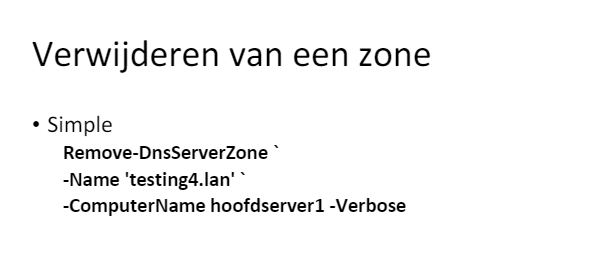 Verwijderen van een zone
• Simple
Remove-DnsServerZone `
-Name 'testing4.lan' `
-ComputerName hoofdserver1 -Verbose